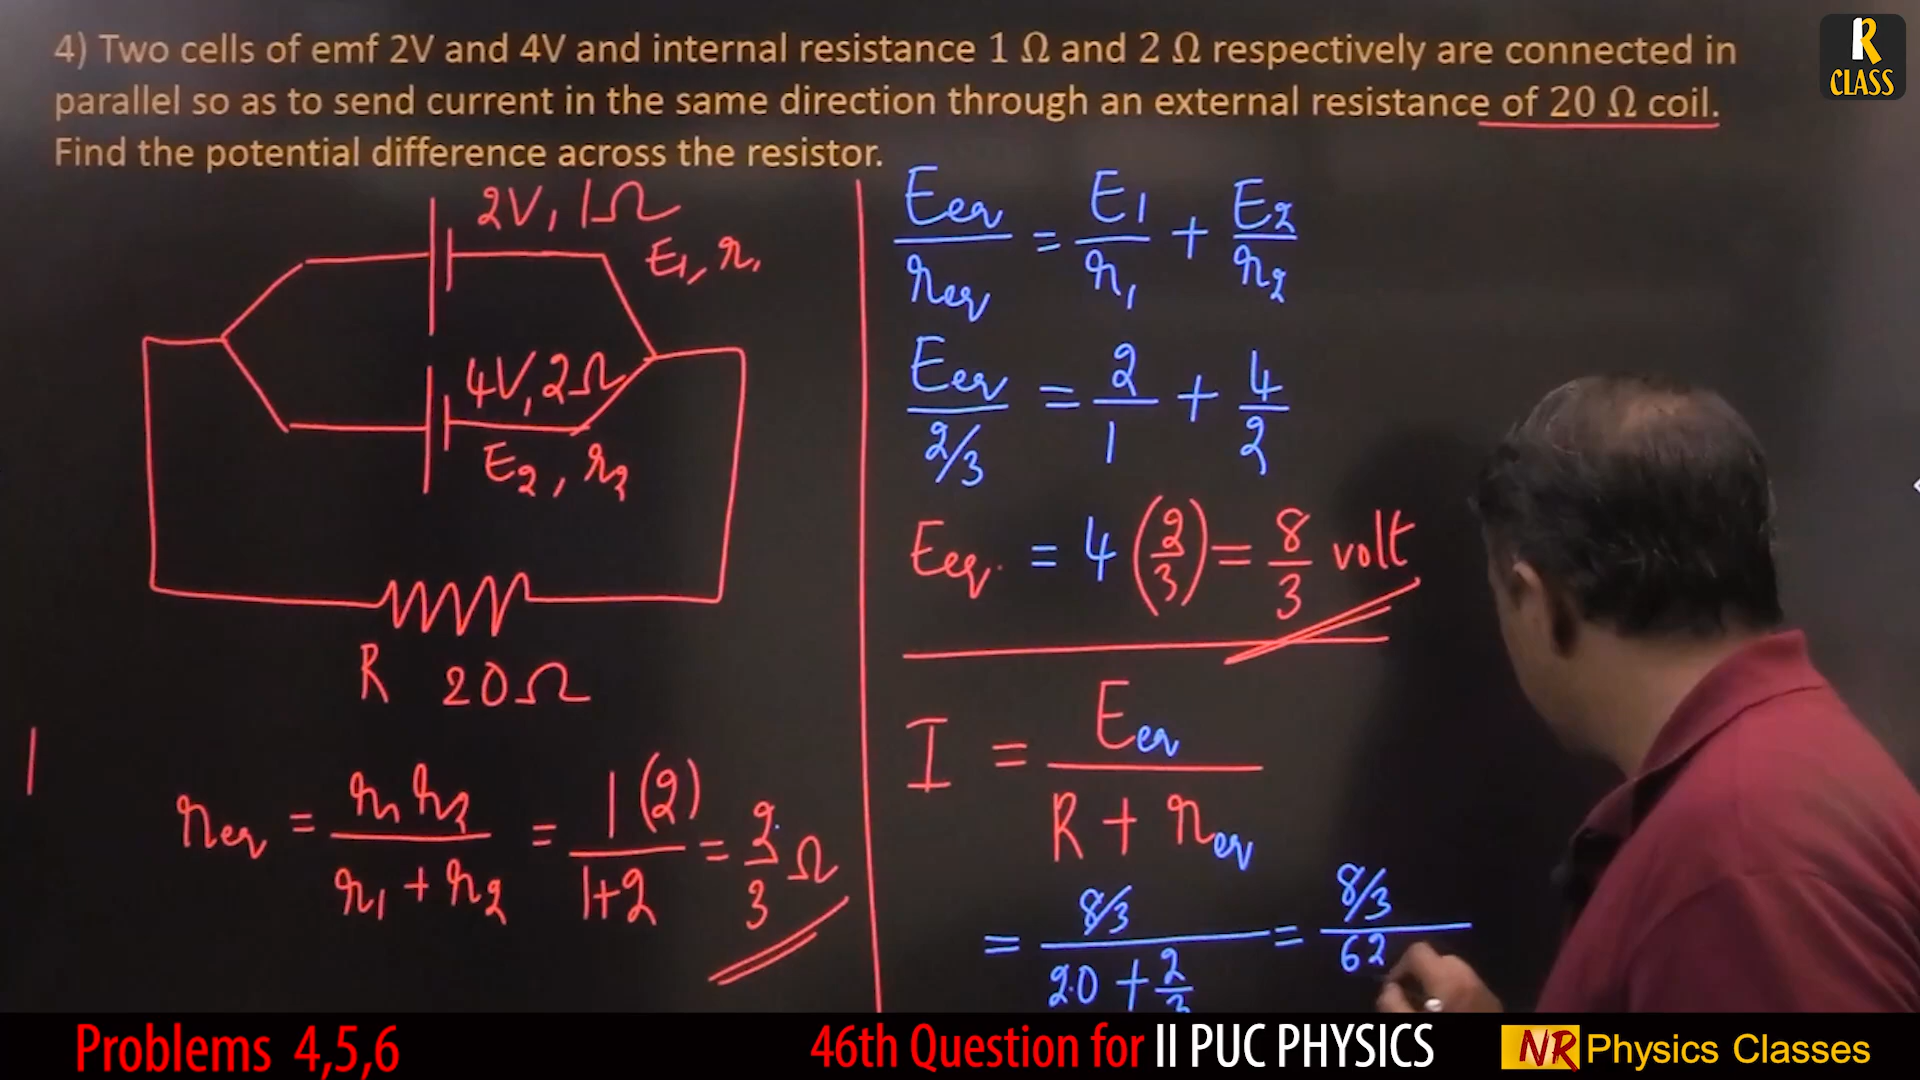 4) Two cells of emf 2V and 4V and internal resistance 1 Ω and 2 Ω respectively are connected in
parallel so as to send current in the same direction through an external resistance of 20 Ω coil.
Find the potential difference across the resistor.
R
CLASS
2V, 1Ω
E1, r1
4V, 2Ω
E2, r2
R 20Ω
req = r1 r2 / r1 + r2 = 1(2) / 1+2 = 2/3 Ω
Eeq / req = E1 / r1 + E2 / r2
Eeq / 2/3 = 2/1 + 4/2
Eeq. = 4 (2/3) = 8/3 volt
I = Eeq / R + req
= 8/3 / 20 + 2/3 = 8/3 / 62
Problems 4,5,6
46th Question for II PUC PHYSICS
NR Physics Classes